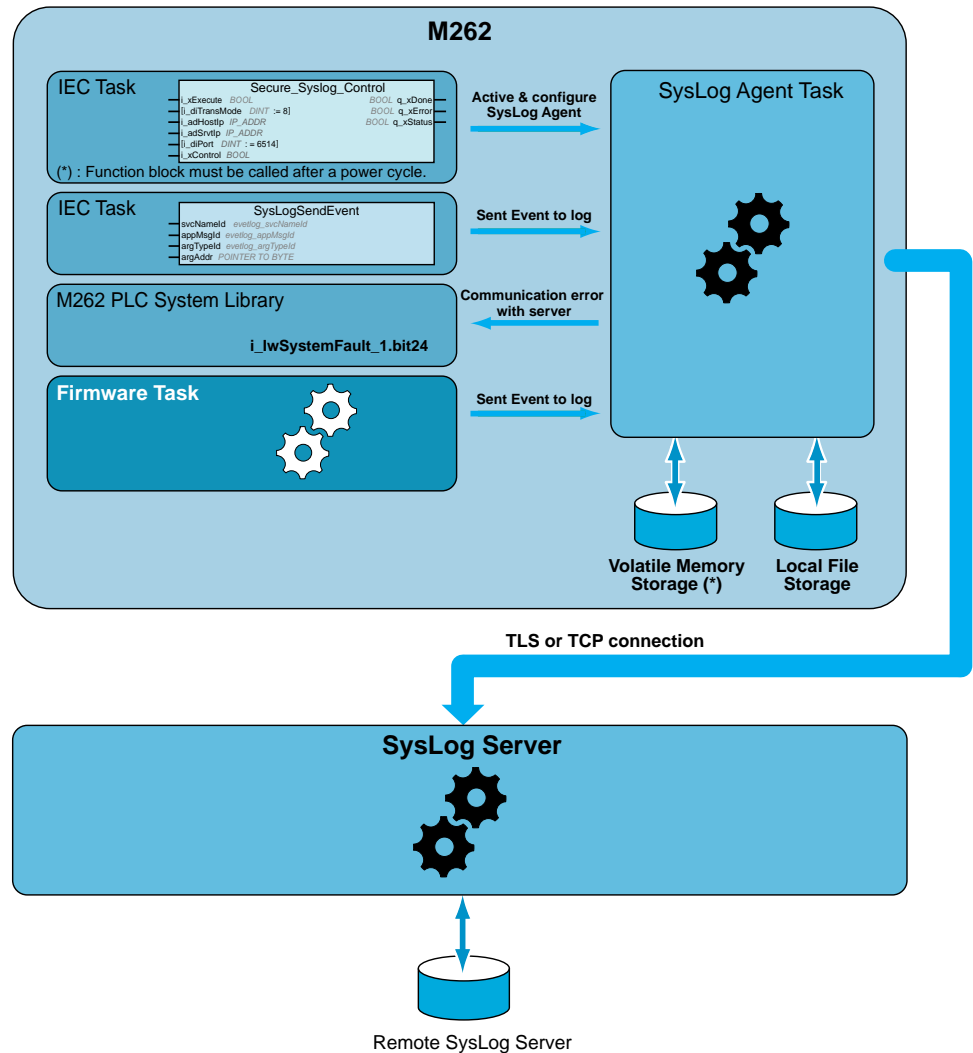 M262
IEC Task
Secure_Syslog_Control
i_xExecute BOOL
BOOL q_xDone
[i_diTransMode DINT := 8]
BOOL q_xError
i_adHostIp IP_ADDR
BOOL q_xStatus
i_adSrvtIp IP_ADDR
[i_diPort DINT : = 6514]
i_xControl BOOL
(*) : Function block must be called after a power cycle.
Active & configure
SysLog Agent
SysLog Agent Task
IEC Task
SysLogSendEvent
svcNameId evetlog_svcNameId
appMsgId evetlog_appMsgId
argTypeId evetlog_argTypeId
argAddr POINTER TO BYTE
Sent Event to log
M262 PLC System Library
i_lwSystemFault_1.bit24
Communication error
with server
Firmware Task
Sent Event to log
Volatile Memory
Storage (*)
Local File
Storage
TLS or TCP connection
SysLog Server
Remote SysLog Server